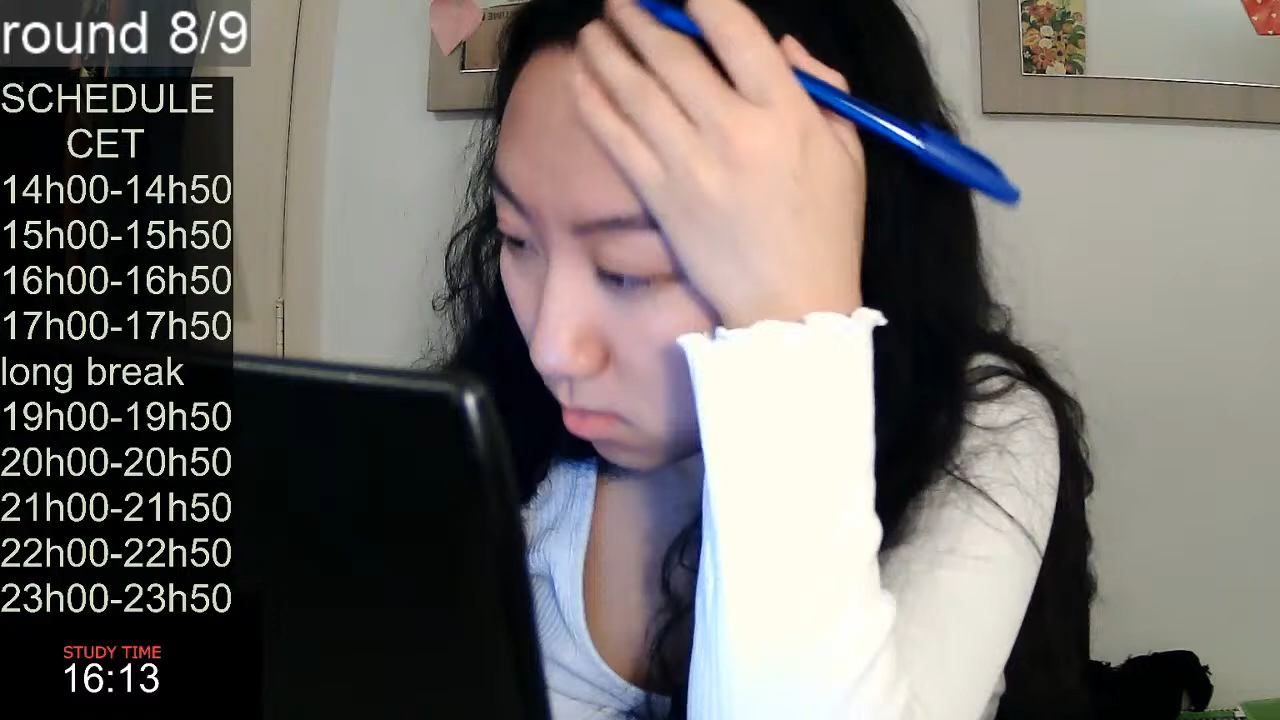 round 8/9
SCHEDULE
CET
14h00-14h50
15h00-15h50
16h00-16h50
17h00-17h50
long break
19h00-19h50
20h00-20h50
21h00-21h50
22h00-22h50
23h00-23h50
STUDY TIME
16:13